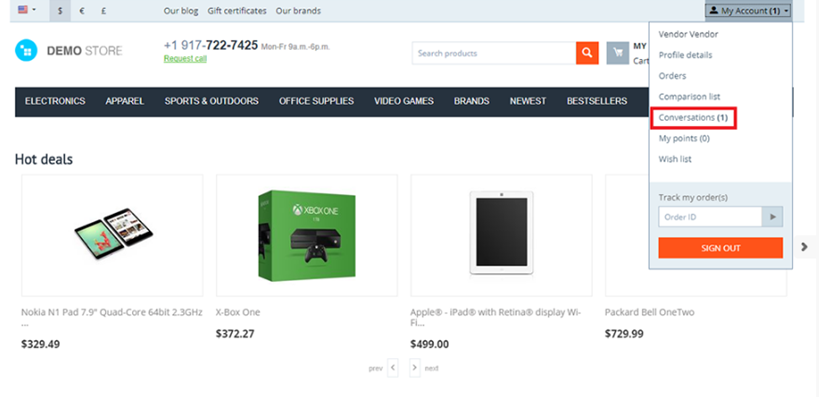 $ € £ Our blog Gift certificates Our brands My Account (1)
DEMO STORE
+1 917-722-7425 Mon-Fr 9a.m.-6p.m.
Request call
Search products
MY
Cart
Vendor Vendor
Profile details
Orders
Comparison list
Conversations (1)
My points (0)
Wish list
Track my order(s)
Order ID
SIGN OUT
ELECTRONICS APPAREL SPORTS & OUTDOORS OFFICE SUPPLIES VIDEO GAMES BRANDS NEWEST BESTSELLERS
Hot deals
XBOX ONE
Nokia N1 Pad 7.9" Quad-Core 64bit 2.3GHz
...
$329.49
X-Box One
$372.27
Apple® - iPad® with Retina® display Wi-
Fi...
$499.00
Packard Bell OneTwo
$729.99
prev next